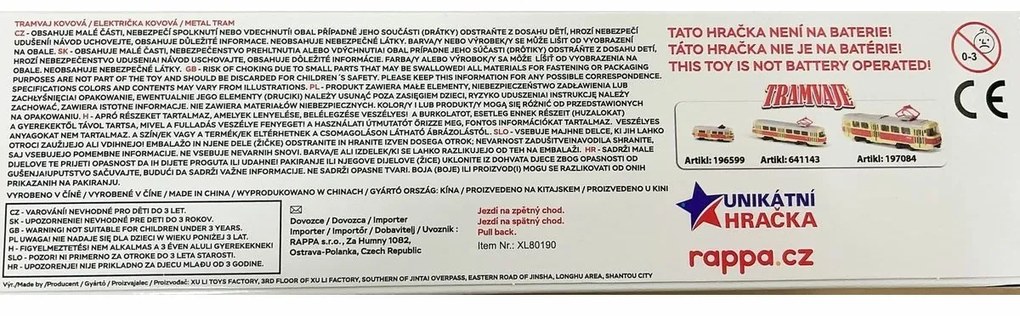 TRAMVAJ KOVOVÁ / ELEKTRIČKA KOVOVÁ / METAL TRAM
CZ - OBSAHUJE MALÉ ČÁSTI, NEBEZPEČÍ SPOLKNUTÍ NEBO VDECHNUTÍ! OBAL PŘÍPADNĚ JEHO SOUČÁSTI (DRÁTKY) ODSTRAŇTE Z DOSAHU DĚTÍ, HROZÍ NEBEZPEČÍ
UDUŠENÍ! NÁVOD UCHOVEJTE, OBSAHUJE DŮLEŽITÉ INFORMACE. NEOBSAHUJE NEBEZPEČNÉ LÁTKY. BARVA/Y NEBO VÝROBEK/Y SE MOHOU LIŠIT OD VYOBRAZENÍ
NA OBALE. SK - OBSAHUJE MALÉ ČASTI, NEBEZPEČENSTVO PREHLTNUTIA ALEBO VDÝCHNUTIA! OBAL PRÍPADNE JEHO SÚČASTI (DRÔTIKY) ODSTRÁŇTE Z DOSAHU DETÍ,
HROZÍ NEBEZPEČENSTVO UDUSENIA! NÁVOD USCHOVAJTE, OBSAHUJE DÔLEŽITÉ INFORMÁCIE. FARBA/Y ALEBO VÝROBOK/Y SA MÔŽE LÍŠIŤ OD VYOBRAZENIA NA
OBALE. NEOBSAHUJE NEBEZPEČNÉ LÁTKY. GB - RISK OF CHOKING DUE TO SMALL PARTS THAT MAY BE SWALLOWED! ALL MATERIALS FOR FASTENING OR PACKAGING
PURPOSES ARE NOT PART OF THE TOY AND SHOULD BE DISCARDED FOR CHILDREN´S SAFETY. PLEASE KEEP THIS INFORMATION FOR ANY POSSIBLE CORRESPONDENCE.
SPECIFICATIONS COLORS AND CONTENTS MAY VARY FROM ILLUSTRATIONS. PL - PRODUKT ZAWIERA MAŁE ELEMENTY, NIEBEZPIECZEŃSTWO ZADŁAWIENIA LUB
ZACHŁYŚNIĘCIA! OPAKOWANIE, EWENTUALNIE JEGO ELEMENTY (DRUCIKI) NALEŻY USUNĄĆ POZA ZASIĘGIEM DZIECI, RYZYKO UDUSZENIA! INSTRUKCJĘ NALEŻY
ZACHOWAĆ, ZAWIERA ISTOTNE INFORMACJE. NIE ZAWIERA MATERIAŁÓW NIEBEZPIECZNYCH. KOLOR/Y I LUB PRODUKT/Y MOGĄ SIĘ RÓŻNIĆ OD PRZEDSTAWIONYCH
NA OPAKOWANIU. H - APRÓ RÉSZEKET TARTALMAZ, AMELYEK LENYELÉSE, BELÉLEGZÉSE VESZÉLYES! A BURKOLATOT, ESETLEG ENNEK RÉSZEIT (HUZALOKAT)
A GYEREKEKTŐL TÁVOL TARTSA, MIVEL A FULLADÁS VESZÉLYE FENYEGET! A HASZNÁLATI ÚTMUTATÓT ŐRIZZE MEG, FONTOS INFORMÁCIÓKAT TARTALMAZ. VESZÉLYES
ANYAGOKAT NEM TARTALMAZ. A SZÍN/EK VAGY A TERMÉK/EK ELTÉRHETNEK A CSOMAGOLÁSON LÁTHATÓ ÁBRÁZOLÁSTÓL. SLO - VSEBUJE MAJHNE DELCE, KI JIH LAHKO
OTROCI ZAUŽIJEJO ALI VDIHNEJO! EMBALAŽO IN NJENE DELE (ŽIČKE) ODSTRANITE IN HRANITE IZVEN DOSEGA OTROK; NEVARNOST ZADUŠITVE!NAVODILA SHRANITE,
SAJ VSEBUJEJO POMEMBNE INFORMACIJE. NE VSEBUJE NEVARNIH SNOVI. BARVA/E ALI IZDELEK/KI SE LAHKO RAZLIKUJEJO OD TEH NA EMBALAŽI. HR - SADRŽI MALE
DIJELOVE TE PRIJETI OPASNOST DA IH DIJETE PROGUTA ILI UDAHNE! PAKIRANJE ILI NJEGOVE DIJELOVE (ŽICE) UKLONITE IZ DOHVATA DJECE ZBOG OPASNOSTI OD
GUŠENJA!UPUTSTVO SAČUVAJTE, BUDUĆI DA SADRŽI VAŽNE INFORMACIJE. NE SADRŽI OPASNE TVARI. BOJA (BOJE) ILI PROIZVOD(I) MOGU SE RAZLIKOVATI OD ONIH
PRIKAZANIH NA PAKIRANJU.
VYROBENO V ČÍNĚ / VYROBENÉ V ČÍNE / MADE IN CHINA / WYPRODUKOWANO W CHINACH / GYÁRTÓ ORSZÁG: KÍNA / PROIZVEDENO NA KITAJSKEM / PROIZVEDENO U KINI
CZ - VAROVÁNÍ! NEVHODNÉ PRO DĚTI DO 3 LET.
SK - UPOZORNENIE! NEVHODNÉ PRE DETI DO 3 ROKOV.
GB - WARNING! NOT SUITABLE FOR CHILDREN UNDER 3 YEARS.
PL UWAGA! NIE NADAJE SIĘ DLA DZIECI W WIEKU PONIŻEJ 3 LAT.
H - FIGYELMEZTETÉS! NEM ALKALMAS A 3 ÉVEN ALULI GYEREKEKNEK!
SLO - POZOR! NI PRIMERNO ZA OTROKE DO 3 LETA STAROSTI.
HR - UPOZORENJE! NIJE PRIKLADNO ZA DJECU MLAĐU OD 3 GODINE.
Dovozce / Dovozca / Importer
Importer / Importőr / Dobavitelj / Uvoznik :
RAPPA s.r.o., Za Humny 1082,
Ostrava-Polanka, Czech Republic
Jezdí na zpětný chod.
Jezdí na spätný chod.
Pull back.
Item Nr.: XL80190
Výr./Made by /Producent / Gyártó / Proizvajalec / Proizvođač: XU LI TOYS FACTORY, 3RD FLOOR OF XU LI FACTORY, SOUTHERN OF JINTAI OVERPASS, EASTERN ROAD OF JINSHA, LONGHU AREA, SHANTOU CITY
TATO HRAČKA NENÍ NA BATERIE!
TÁTO HRAČKA NIE JE NA BATÉRIE!
THIS TOY IS NOT BATTERY OPERATED!
0-3
CE
TRAMVAJE
Artikl: 196599 Artikl: 641143 Artikl: 197084
UNIKÁTNÍ
HRAČKA
rappa.cz